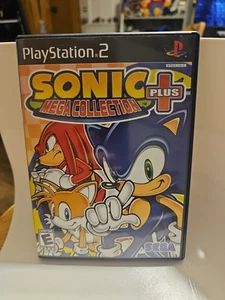 PlayStation 2
SONIC
PLUS
MEGA COLLECTION
E
SEGA